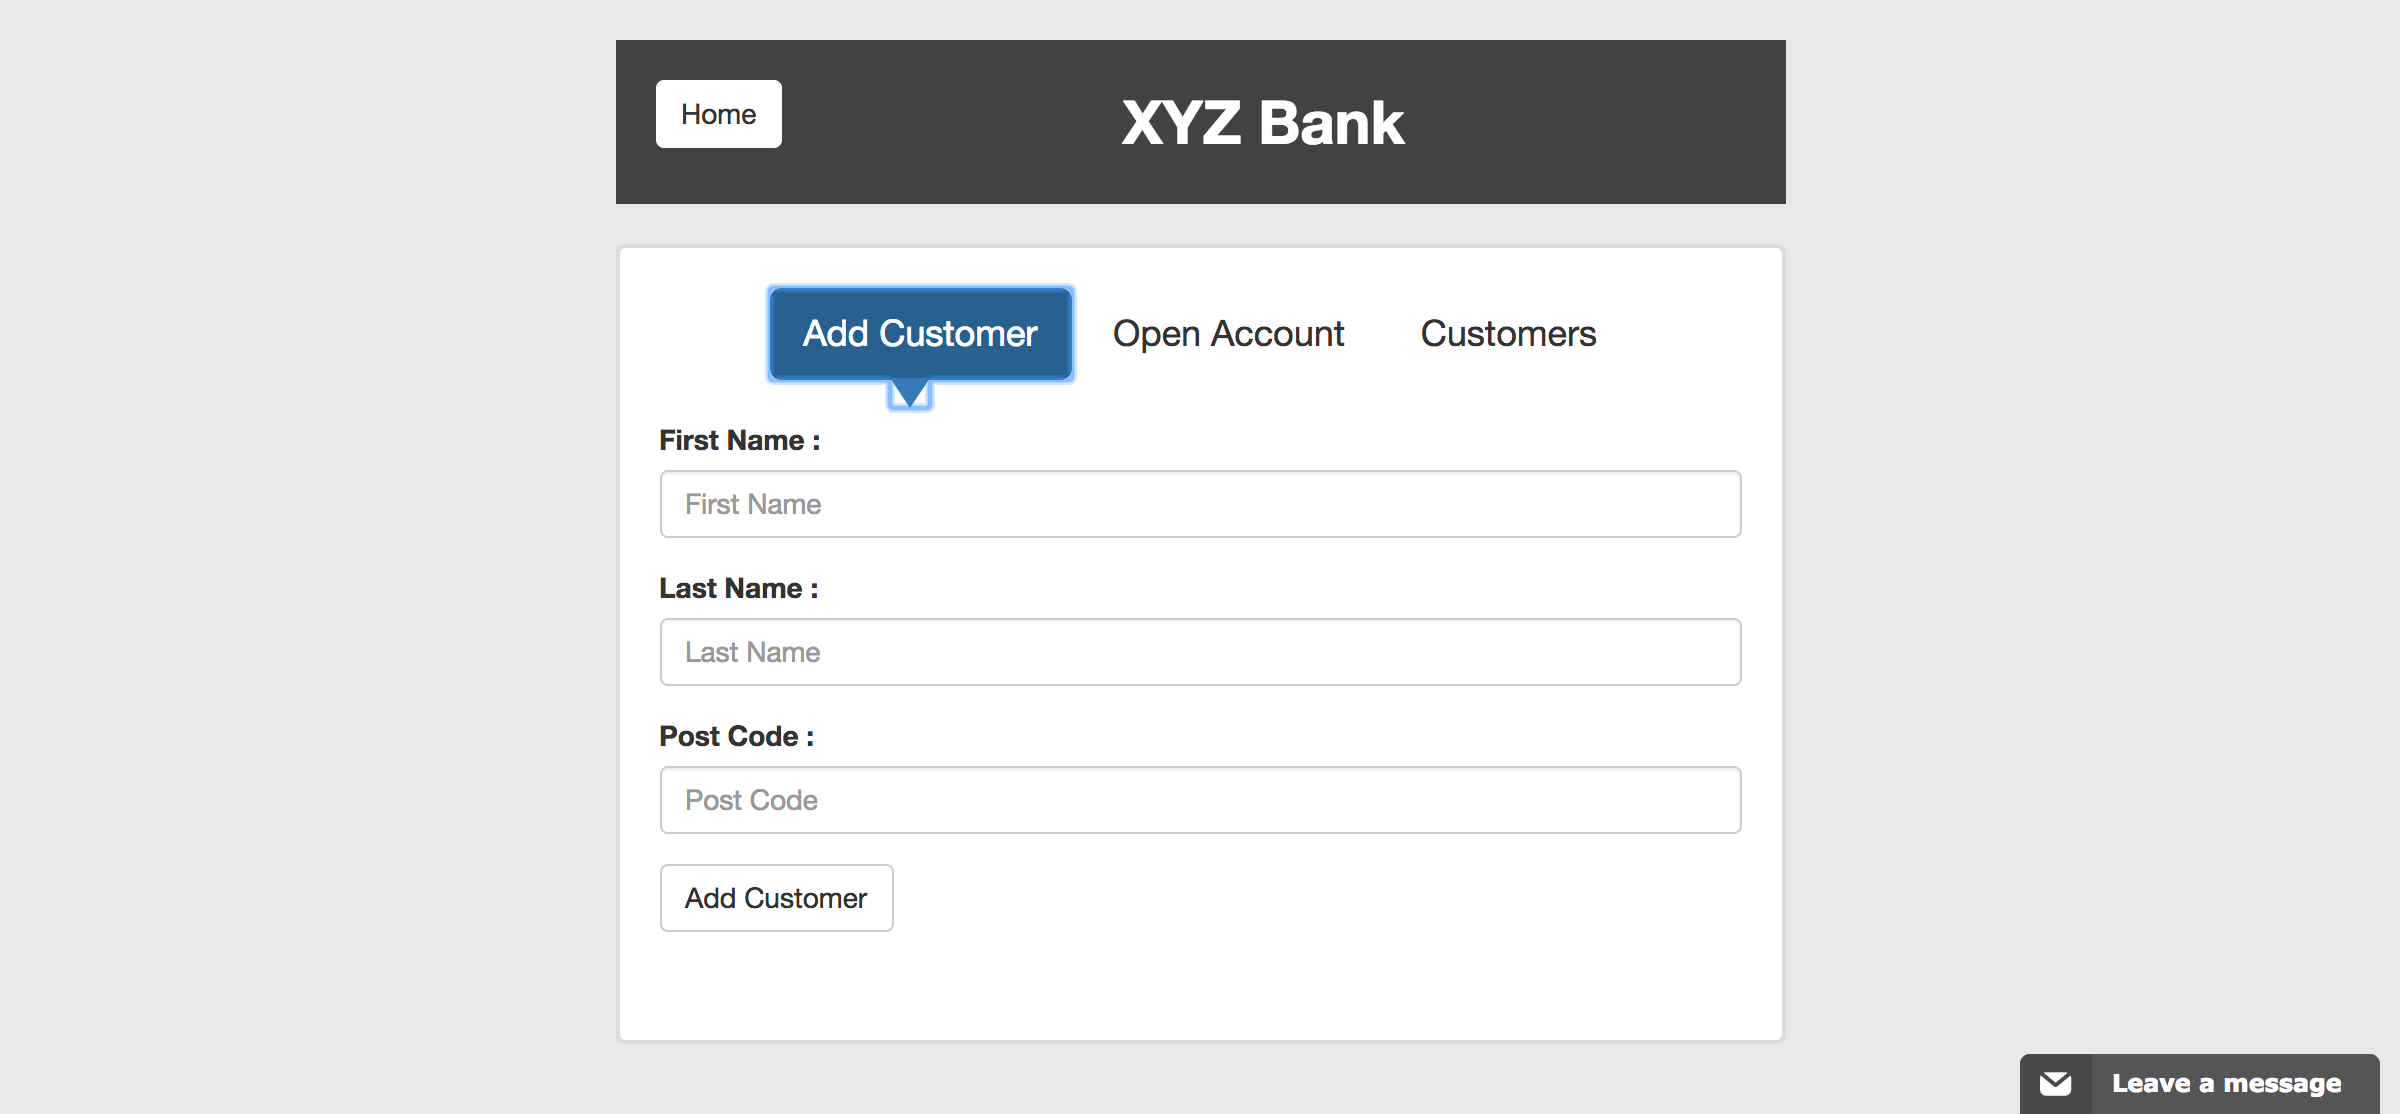 Home
XYZ Bank
Add Customer
Open Account
Customers
First Name :
First Name
Last Name :
Last Name
Post Code :
Post Code
Add Customer
Leave a message